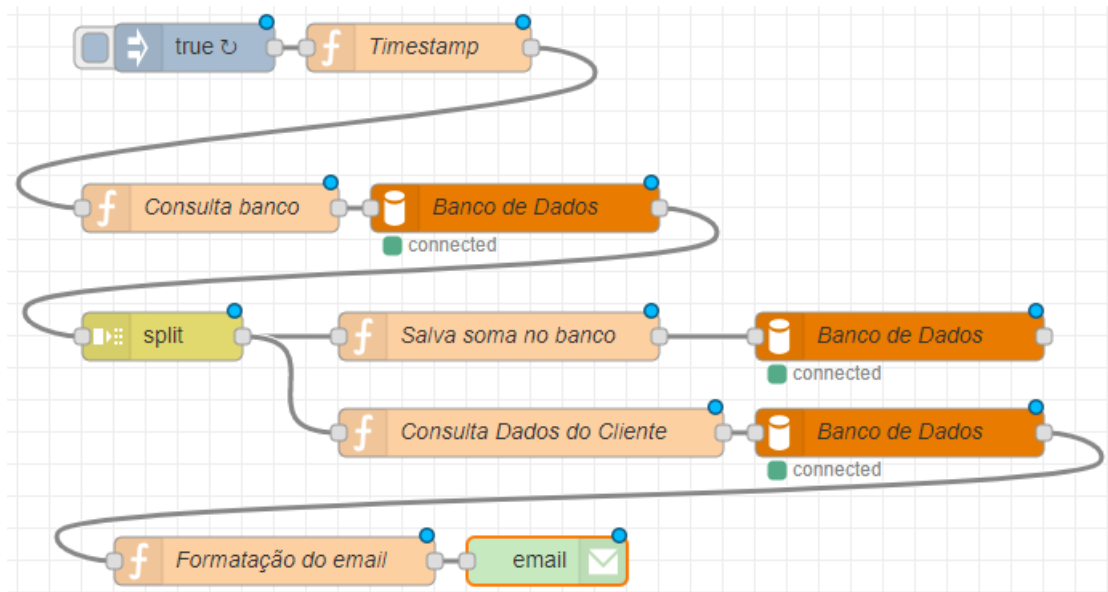 true ↻
Timestamp
Consulta banco
Banco de Dados
connected
split
Salva soma no banco
Banco de Dados
connected
Consulta Dados do Cliente
Banco de Dados
connected
Formatação do email
email